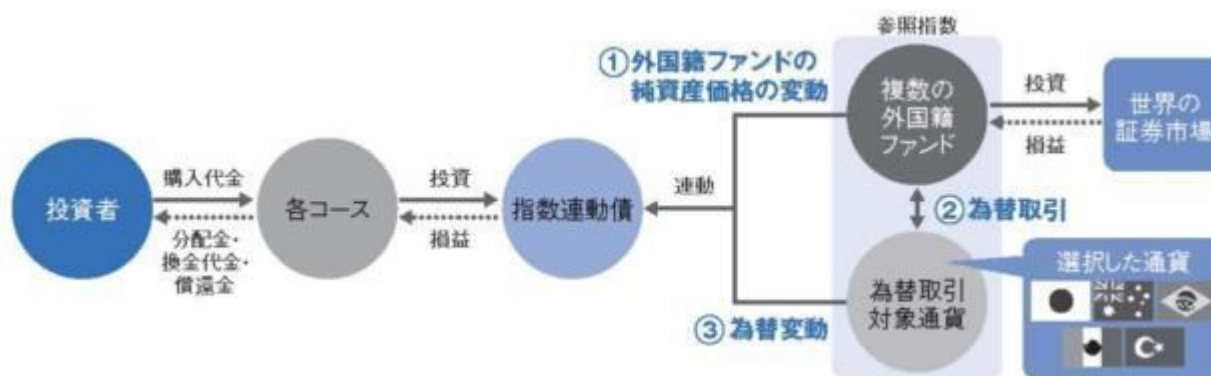 参照指数
①外国籍ファンドの
純資産価格の変動
複数の
外国籍
ファンド
投資
損益
世界の
証券市場
投資者
購入代金
分配金・
換金代金・
償還金
各コース
投資
損益
指数連動債
連動
②為替取引
選択した通貨
為替取引
対象通貨
③為替変動